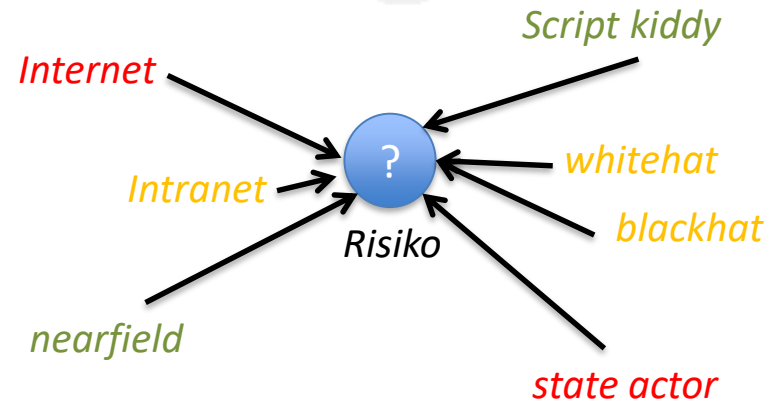 Script kiddy
Internet
?
whitehat
Intranet
blackhat
Risiko
nearfield
state actor